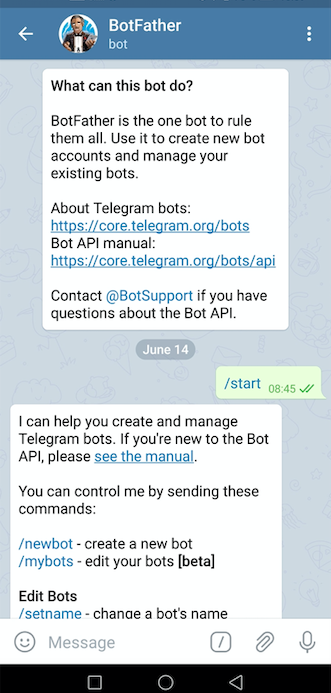 BotFather
bot
What can this bot do?
BotFather is the one bot to rule
them all. Use it to create new bot
accounts and manage your
existing bots.
About Telegram bots:
https://core.telegram.org/bots
Bot API manual:
https://core.telegram.org/bots/api
Contact @BotSupport if you have
questions about the Bot API.
June 14
/start 08:45
I can help you create and manage
Telegram bots. If you're new to the Bot
API, please see the manual.
You can control me by sending these
commands:
/newbot - create a new bot
/mybots - edit your bots [beta]
Edit Bots
/setname - change a bot's name
Message